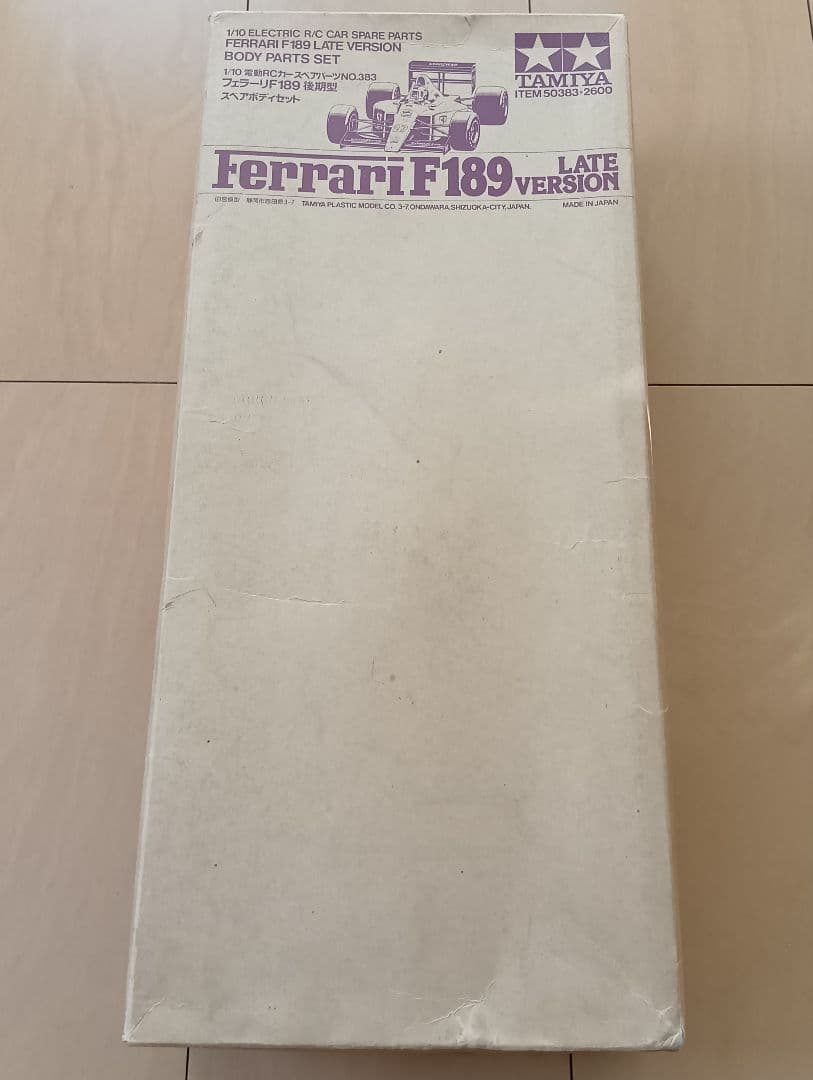 1/10 ELECTRIC R/C CAR SPARE PARTS
FERRARI F189 LATE VERSION
BODY PARTS SET
1/10 電動RCカースペアパーツNO.383
フェラーリF189 後期型
スペアボディセット
TAMIYA
ITEM 50383・2600
Ferrari F189 LATE VERSION
TAMIYA PLASTIC MODEL CO. 3-7, ONDAWARA, SHIZUOKA-CITY, JAPAN.
MADE IN JAPAN